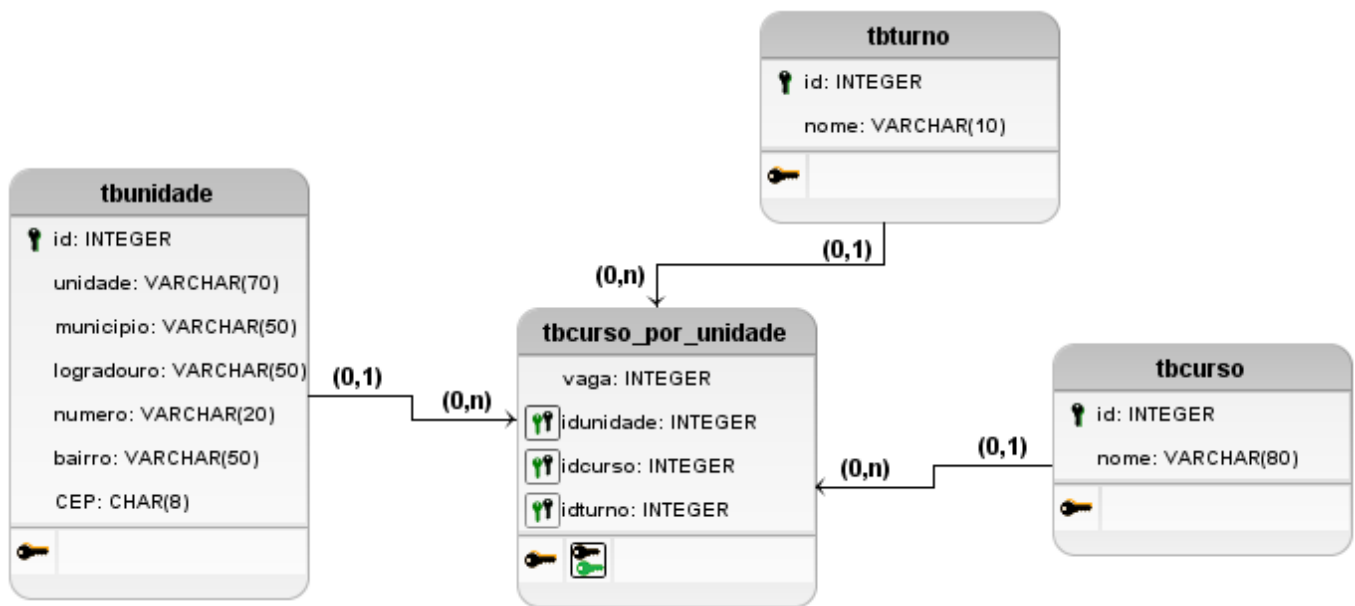 tbturno
id: INTEGER
nome: VARCHAR(10)
tbunidade
id: INTEGER
unidade: VARCHAR(70)
municipio: VARCHAR(50)
logradouro: VARCHAR(50)
numero: VARCHAR(20)
bairro: VARCHAR(50)
CEP: CHAR(8)
(0,1)
(0,n)
(0,1)
(0,n)
tbcurso_por_unidade
vaga: INTEGER
idunidade: INTEGER
idcurso: INTEGER
idturno: INTEGER
(0,n)
(0,1)
tbcurso
id: INTEGER
nome: VARCHAR(80)